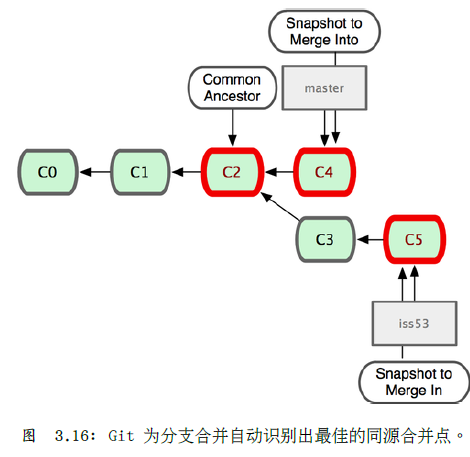 Snapshot to
Merge Into
Common
Ancestor
master
C0
C1
C2
C4
C3
C5
iss53
Snapshot to
Merge In
图 3.16: Git 为分支合并自动识别出最佳的同源合并点。